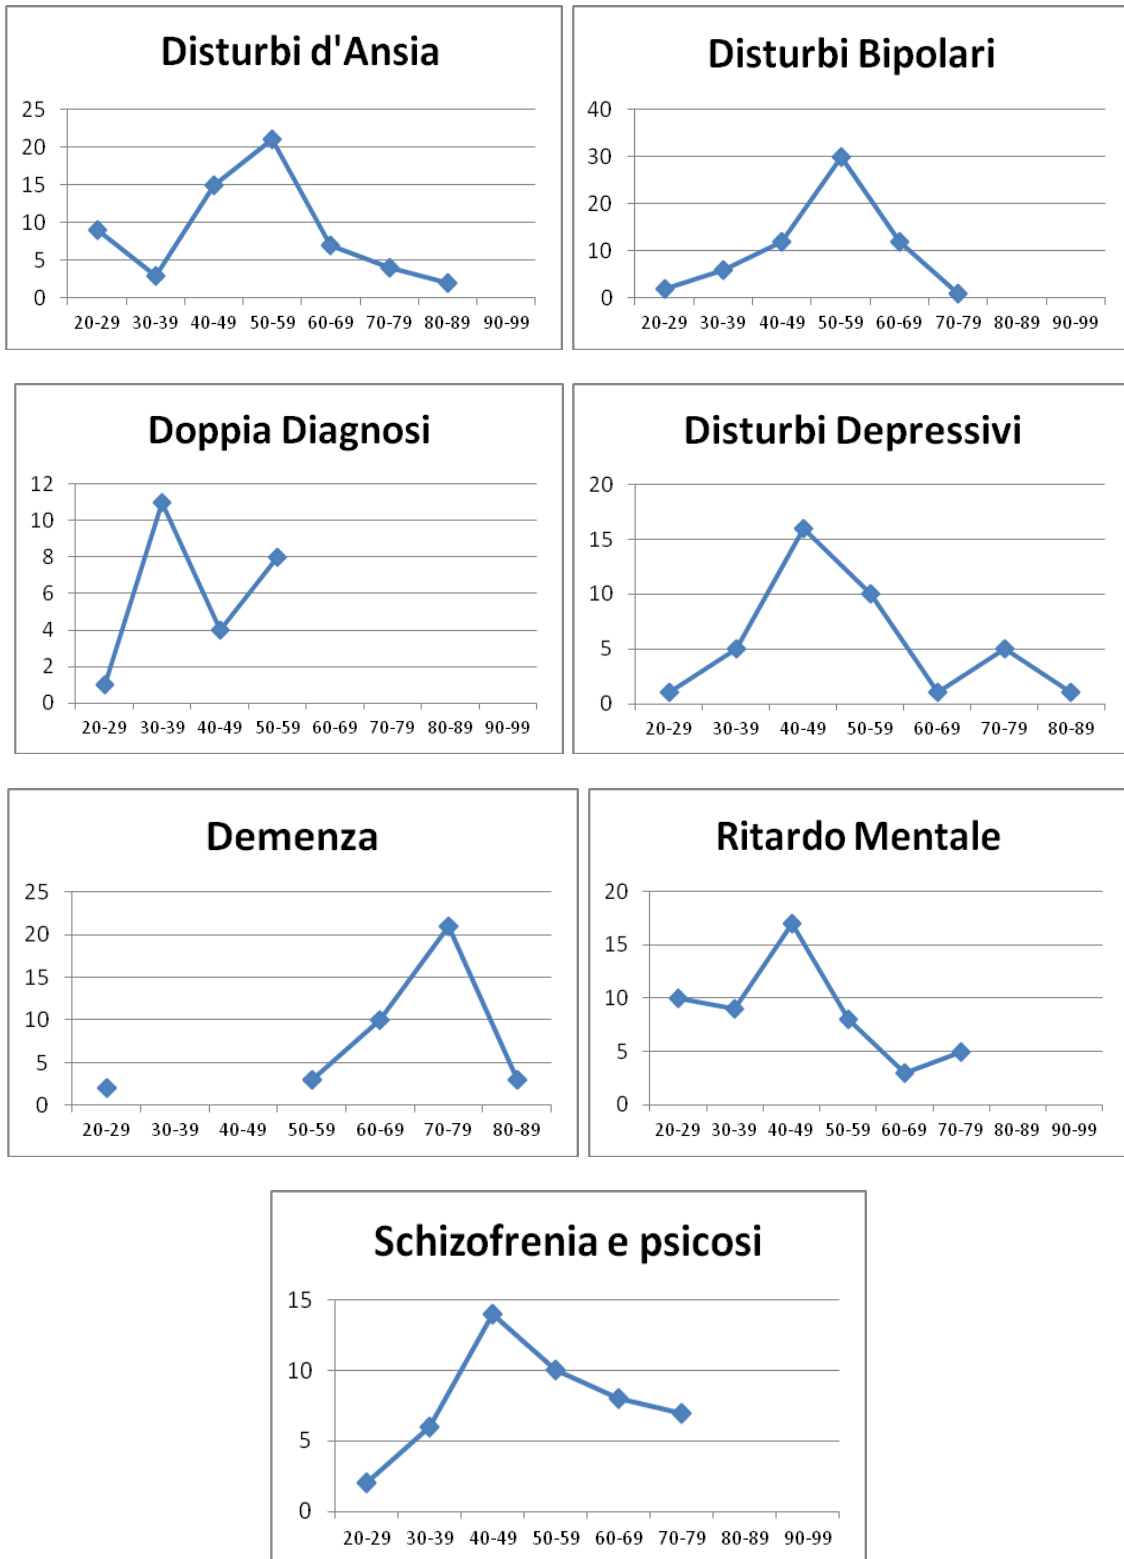 Disturbi d'Ansia
25
20
15
10
5
0
20-29 30-39 40-49 50-59 60-69 70-79 80-89 90-99
Disturbi Bipolari
40
30
20
10
0
20-29 30-39 40-49 50-59 60-69 70-79 80-89 90-99
Doppia Diagnosi
12
10
8
6
4
2
0
20-29 30-39 40-49 50-59 60-69 70-79 80-89 90-99
Disturbi Depressivi
20
15
10
5
0
20-29 30-39 40-49 50-59 60-69 70-79 80-89
Demenza
25
20
15
10
5
0
20-29 30-39 40-49 50-59 60-69 70-79 80-89
Ritardo Mentale
20
15
10
5
0
20-29 30-39 40-49 50-59 60-69 70-79 80-89 90-99
Schizofrenia e psicosi
15
10
5
0
20-29 30-39 40-49 50-59 60-69 70-79 80-89 90-99